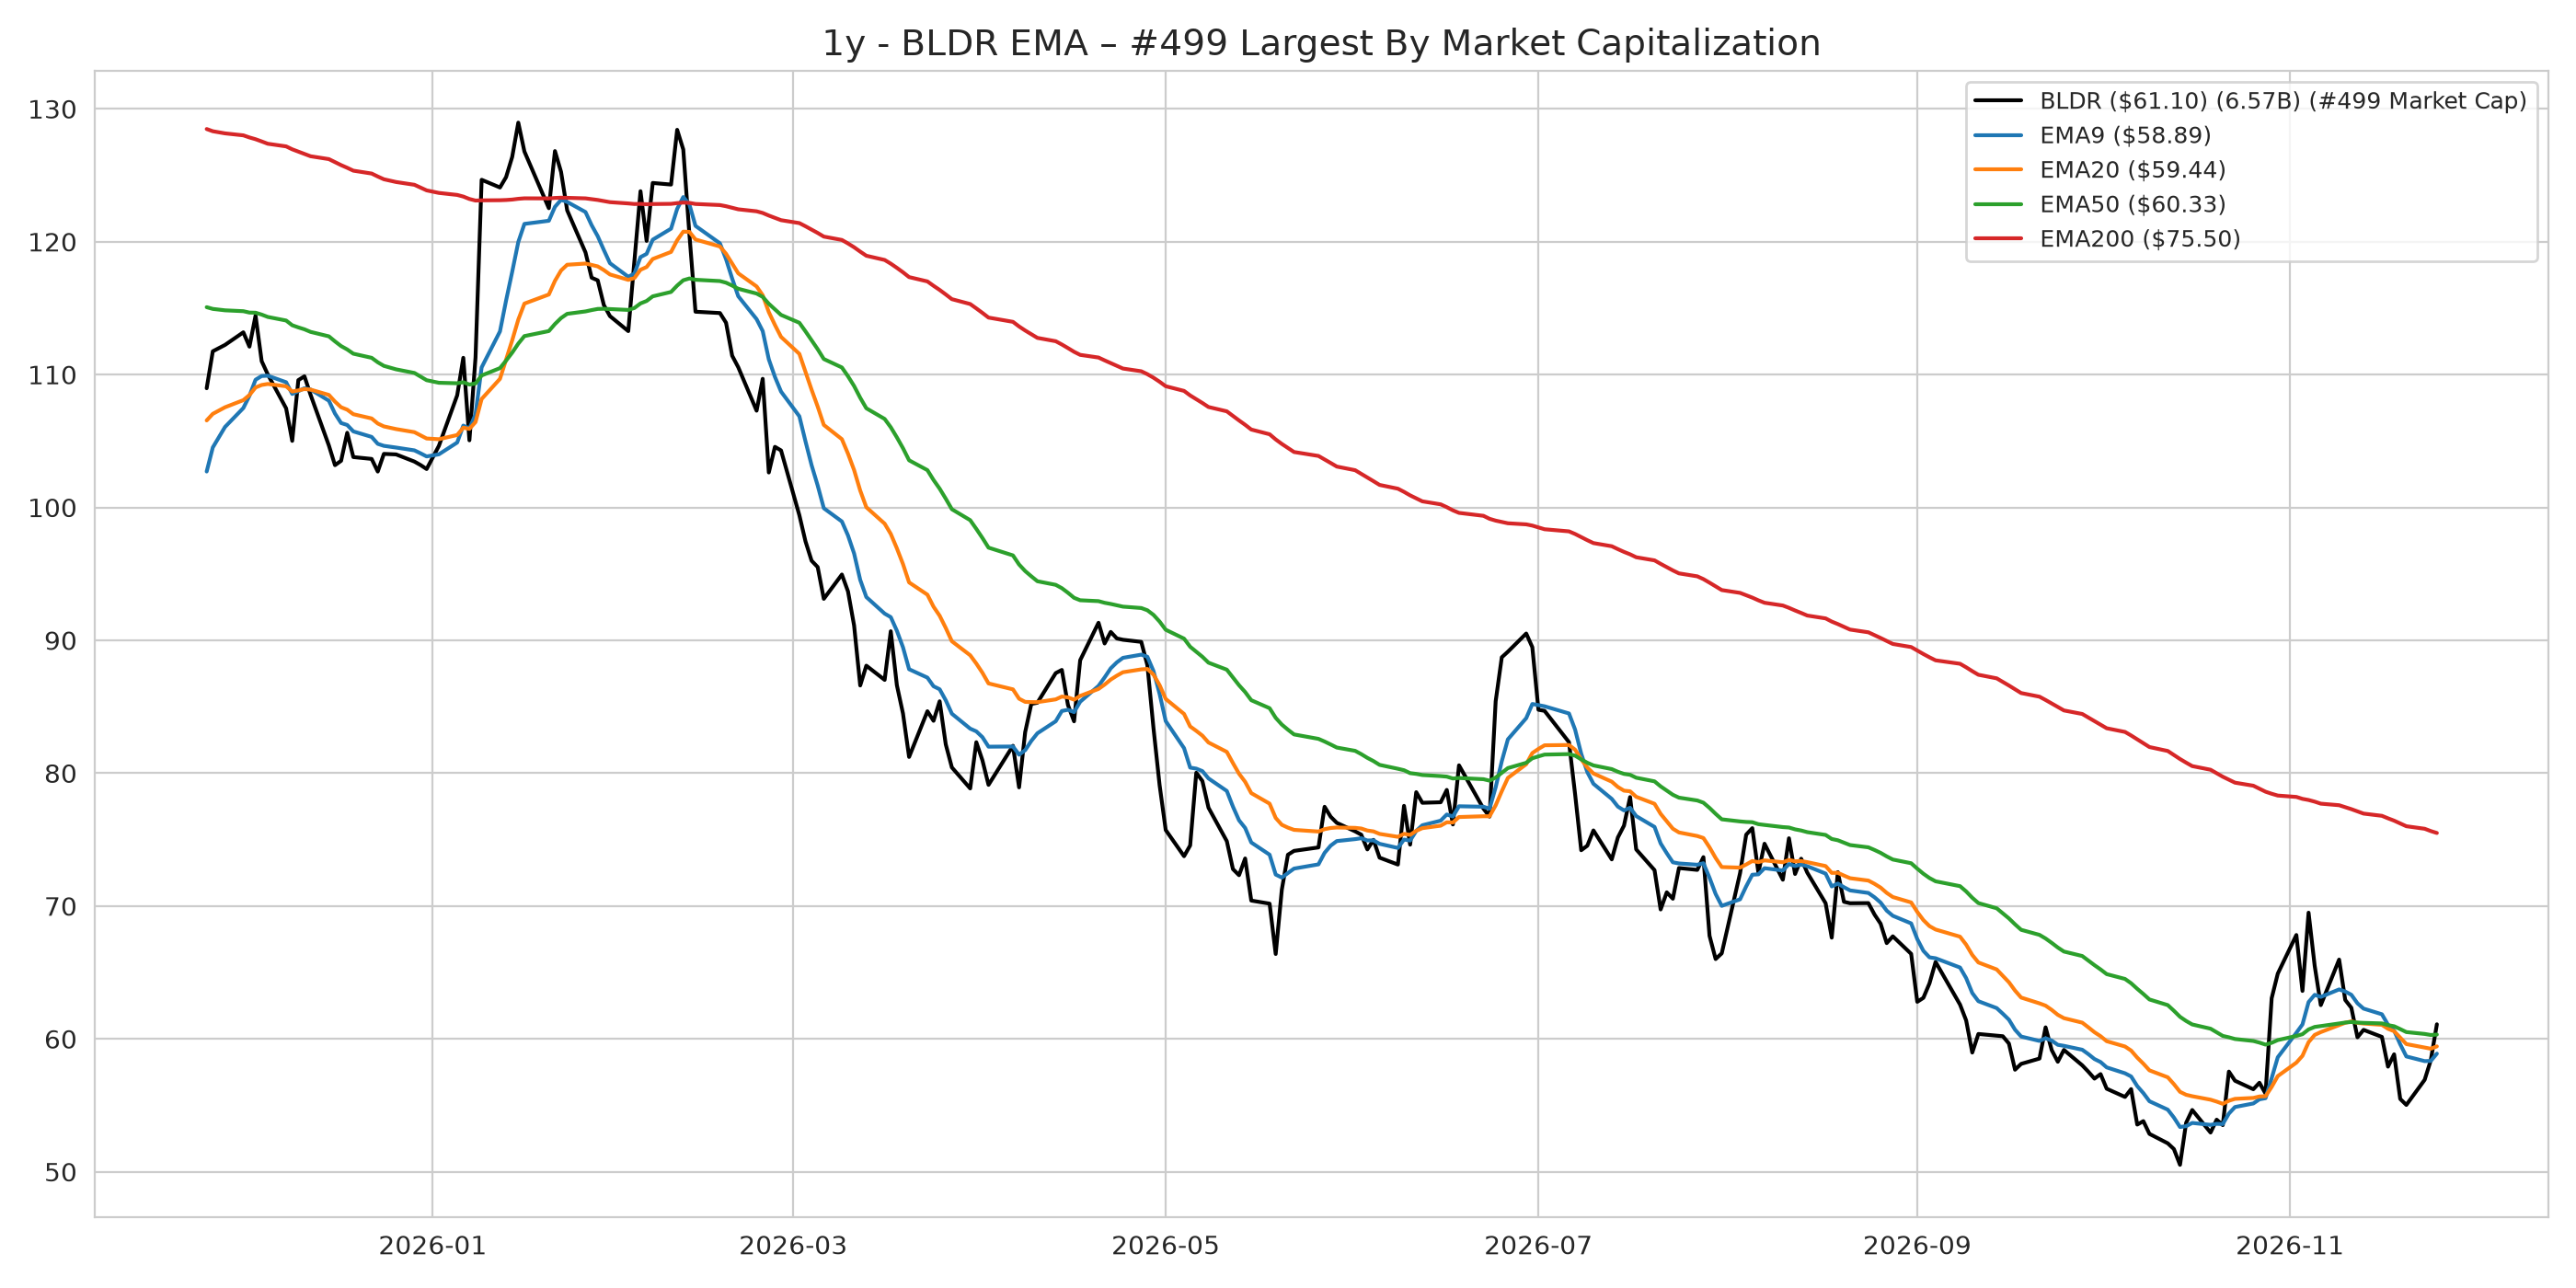 1y - BLDR EMA – #499 Largest By Market Capitalization
BLDR ($61.10) (6.57B) (#499 Market Cap)
EMA9 ($58.89)
EMA20 ($59.44)
EMA50 ($60.33)
EMA200 ($75.50)
130
120
110
100
90
80
70
60
50
2026-01
2026-03
2026-05
2026-07
2026-09
2026-11